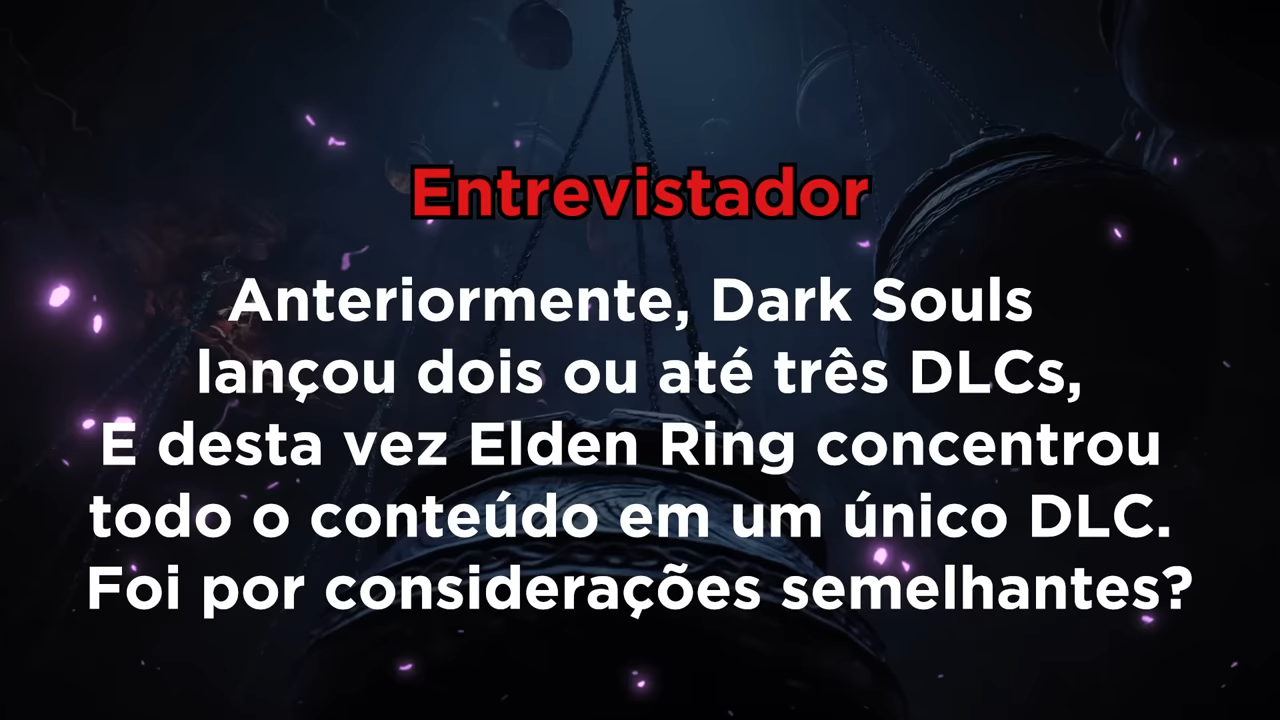 Entrevistador
Anteriormente, Dark Souls
lançou dois ou até três DLCs,
E desta vez Elden Ring concentrou
todo o conteúdo em um único DLC.
Foi por considerações semelhantes?